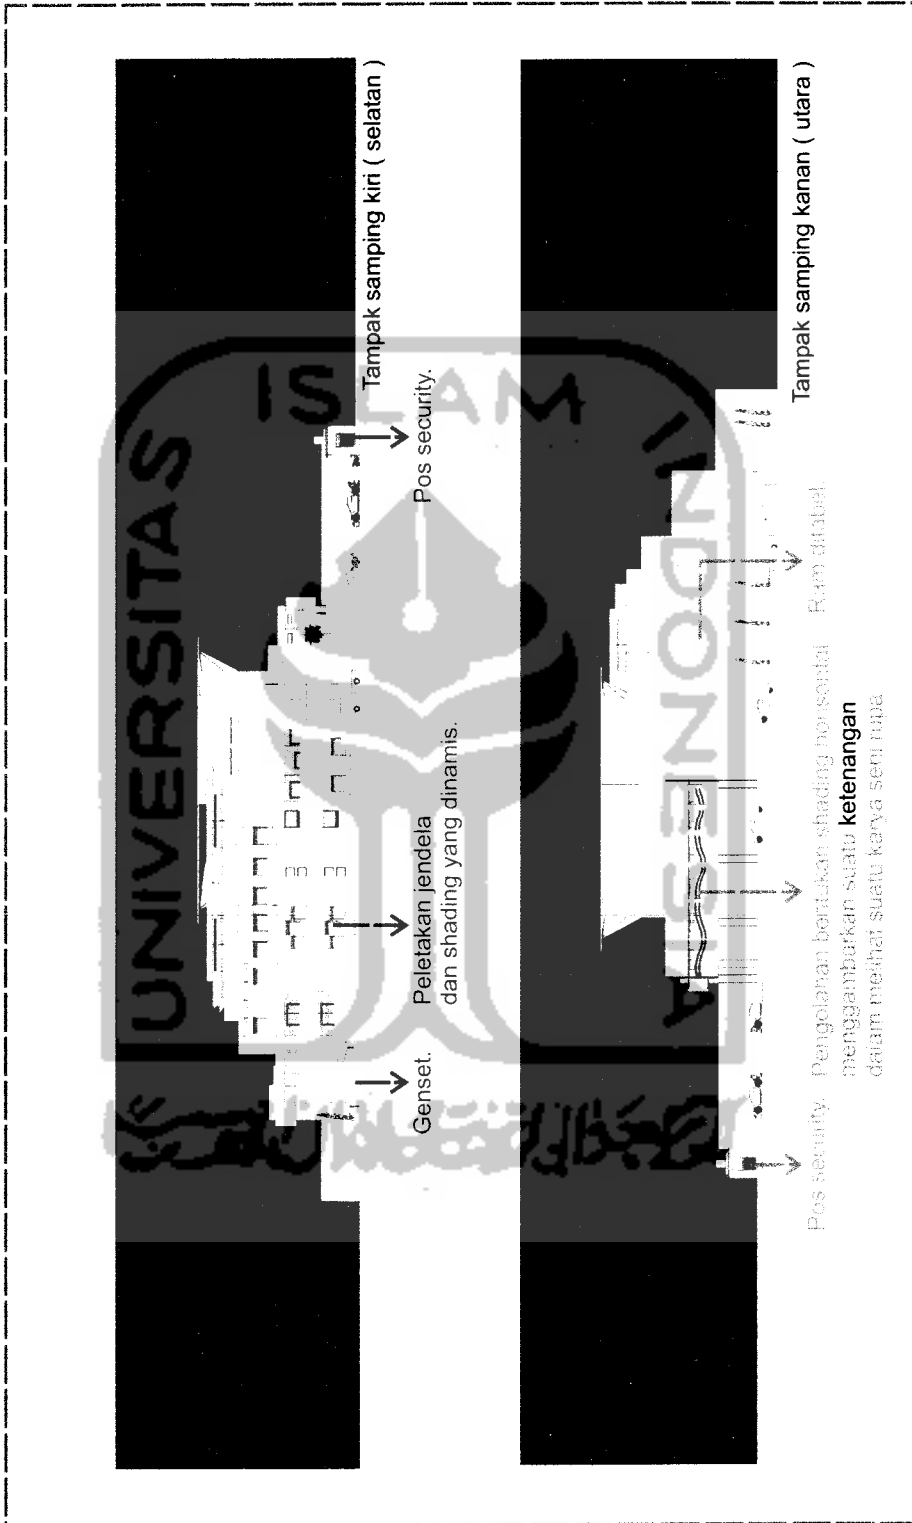 Tampak samping kiri ( selatan )
Genset.
Peletakan jendela
dan shading yang dinamis.
Pos security.
Tampak samping kanan ( utara )
Pos security.
Pengolahan bentukan shading horisontal
menggambarkan suatu ketenangan
dalam melihat suatu karya seni rupa
Ram difabel.
UNIVERSITAS
ISLAM
INDONESIA